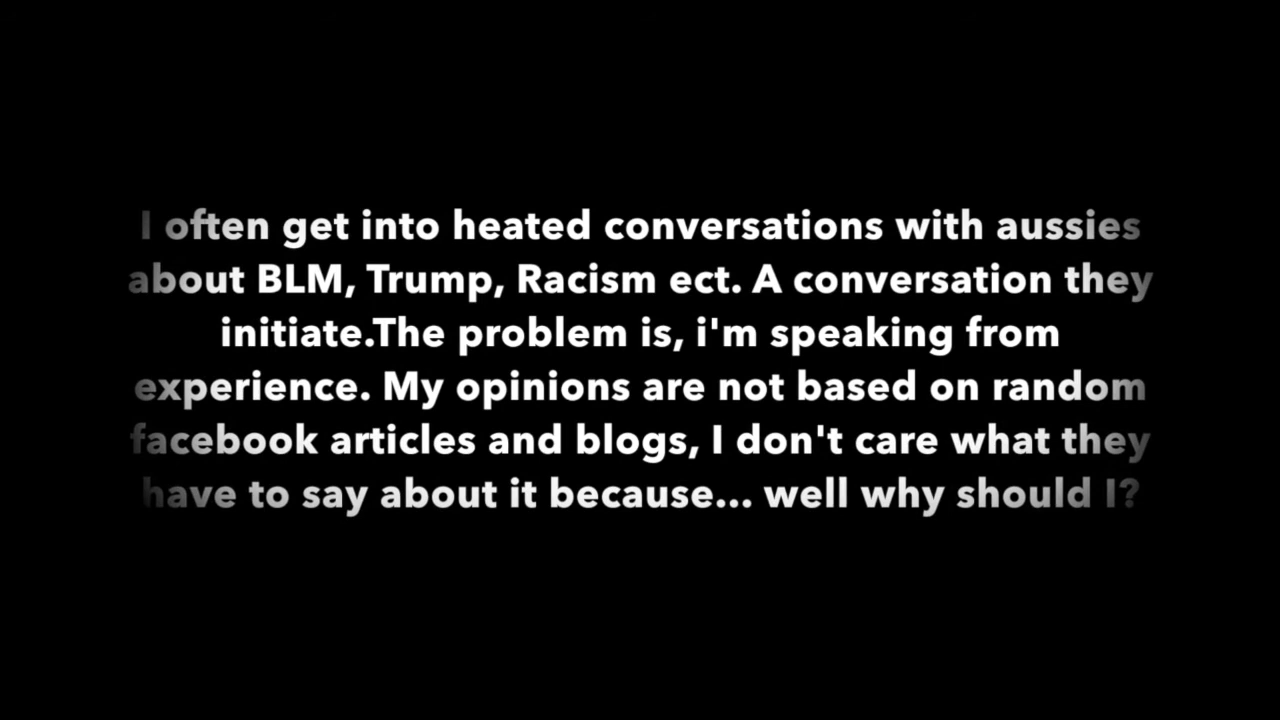 I often get into heated conversations with aussies
about BLM, Trump, Racism ect. A conversation they
initiate.The problem is, i'm speaking from
experience. My opinions are not based on random
facebook articles and blogs, I don't care what they
have to say about it because... well why should I?